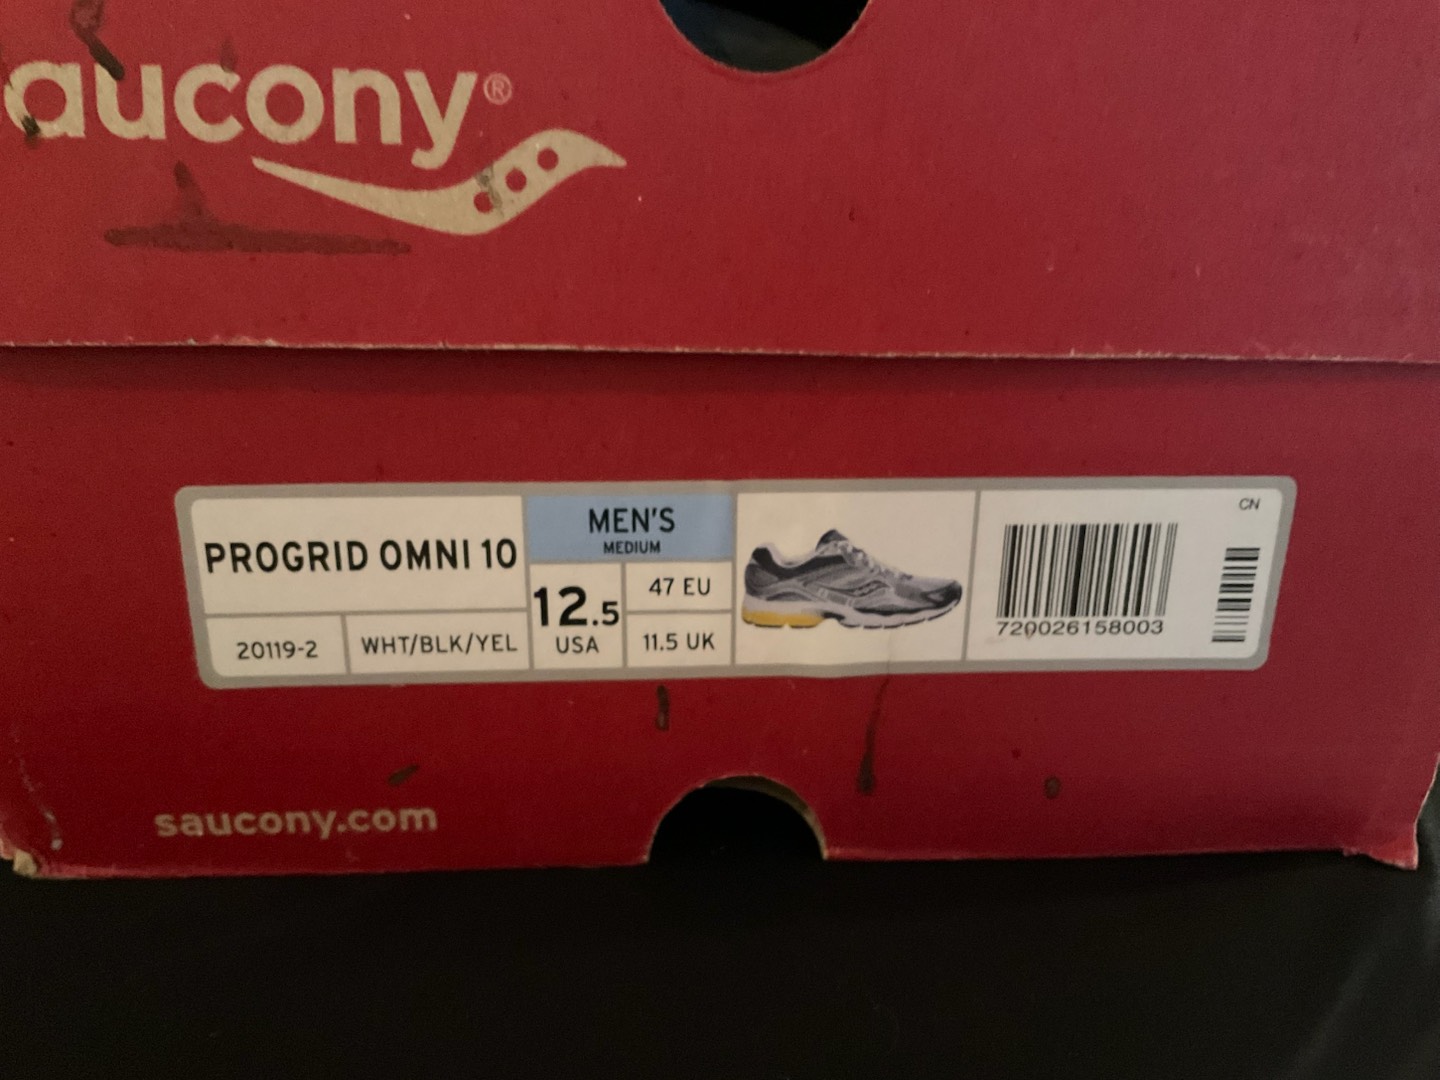 aucony®
PROGRID OMNI 10
20119-2
WHT/BLK/YEL
MEN'S
MEDIUM
12.5
USA
47 EU
11.5 UK
CN
720026158003
saucony.com